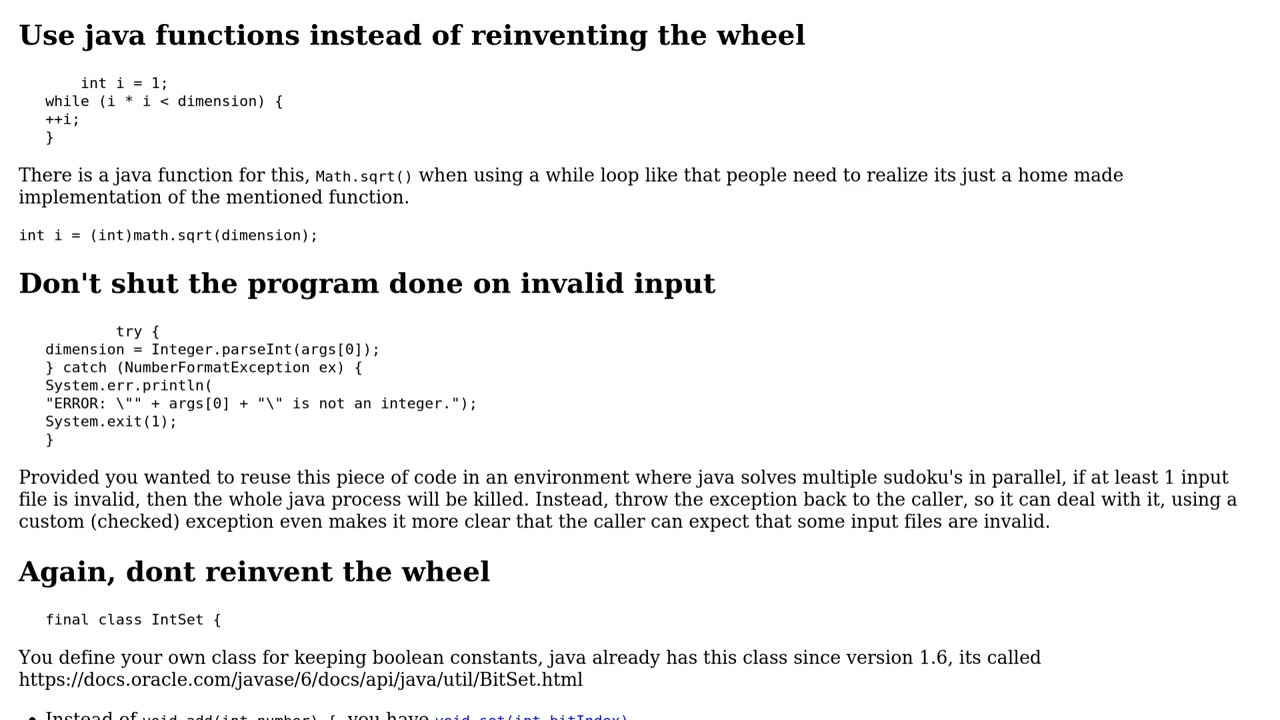 Use java functions instead of reinventing the wheel
int i = 1;
while (i * i < dimension) {
++i;
}
There is a java function for this, Math.sqrt() when using a while loop like that people need to realize its just a home made
implementation of the mentioned function.
int i = (int)math.sqrt(dimension);
Don't shut the program done on invalid input
try {
dimension = Integer.parseInt(args[0]);
} catch (NumberFormatException ex) {
System.err.println(
"ERROR: \"" + args[0] + "\" is not an integer.");
System.exit(1);
}
Provided you wanted to reuse this piece of code in an environment where java solves multiple sudoku's in parallel, if at least 1 input
file is invalid, then the whole java process will be killed. Instead, throw the exception back to the caller, so it can deal with it, using a
custom (checked) exception even makes it more clear that the caller can expect that some input files are invalid.
Again, dont reinvent the wheel
final class IntSet {
You define your own class for keeping boolean constants, java already has this class since version 1.6, its called
https://docs.oracle.com/javase/6/docs/api/java/util/BitSet.html
• Instead of void add(int number) {, you have void set(int bitIndex)